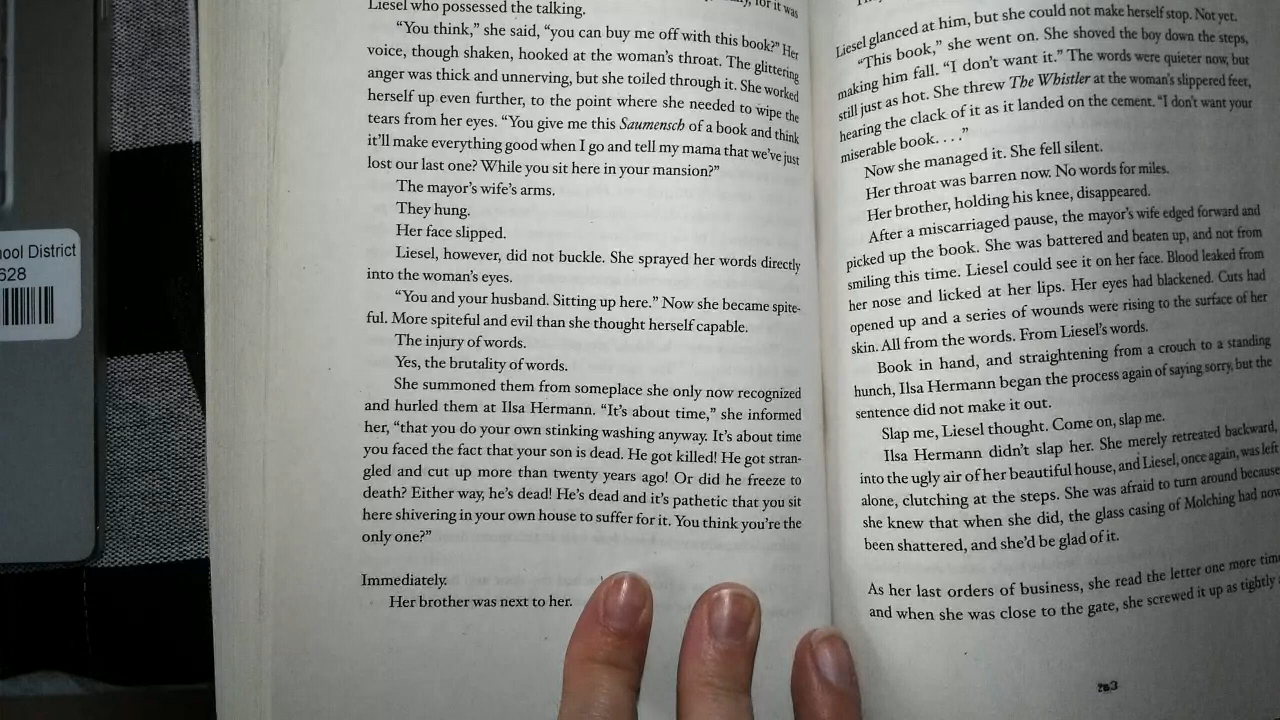 hool District
628
Liesel who possessed the talking.
“You think,” she said, “you can buy me off with this book?” Her
voice, though shaken, hooked at the woman’s throat. The glittering
anger was thick and unnerving, but she toiled through it. She worked
herself up even further, to the point where she needed to wipe the
tears from her eyes. “You give me this Saumensch of a book and think
it’ll make everything good when I go and tell my mama that we’ve just
lost our last one? While you sit here in your mansion?”
The mayor’s wife’s arms.
They hung.
Her face slipped.
Liesel, however, did not buckle. She sprayed her words directly
into the woman’s eyes.
“You and your husband. Sitting up here.” Now she became spite-
ful. More spiteful and evil than she thought herself capable.
The injury of words.
Yes, the brutality of words.
She summoned them from someplace she only now recognized
and hurled them at Ilsa Hermann. “It’s about time,” she informed
her, “that you do your own stinking washing anyway. It’s about time
you faced the fact that your son is dead. He got killed! He got stran-
gled and cut up more than twenty years ago! Or did he freeze to
death? Either way, he’s dead! He’s dead and it’s pathetic that you sit
here shivering in your own house to suffer for it. You think you’re the
only one?”
Immediately.
Her brother was next to her.
Liesel glanced at him, but she could not make herself stop. Not yet.
“This book,” she went on. She shoved the boy down the steps,
making him fall. “I don’t want it.” The words were quieter now, but
still just as hot. She threw The Whistler at the woman’s slippered feet,
hearing the clack of it as it landed on the cement. “I don’t want your
miserable book. . . .”
Now she managed it. She fell silent.
Her throat was barren now. No words for miles.
Her brother, holding his knee, disappeared.
After a miscarriaged pause, the mayor’s wife edged forward and
picked up the book. She was battered and beaten up, and not from
smiling this time. Liesel could see it on her face. Blood leaked from
her nose and licked at her lips. Her eyes had blackened. Cuts had
opened up and a series of wounds were rising to the surface of her
skin. All from the words. From Liesel’s words.
Book in hand, and straightening from a crouch to a standing
hunch, Ilsa Hermann began the process again of saying sorry, but the
sentence did not make it out.
Slap me, Liesel thought. Come on, slap me.
Ilsa Hermann didn’t slap her. She merely retreated backward,
into the ugly air of her beautiful house, and Liesel, once again, was left
alone, clutching at the steps. She was afraid to turn around because
she knew that when she did, the glass casing of Molching had now
been shattered, and she’d be glad of it.
As her last orders of business, she read the letter one more time
and when she was close to the gate, she screwed it up as tightly